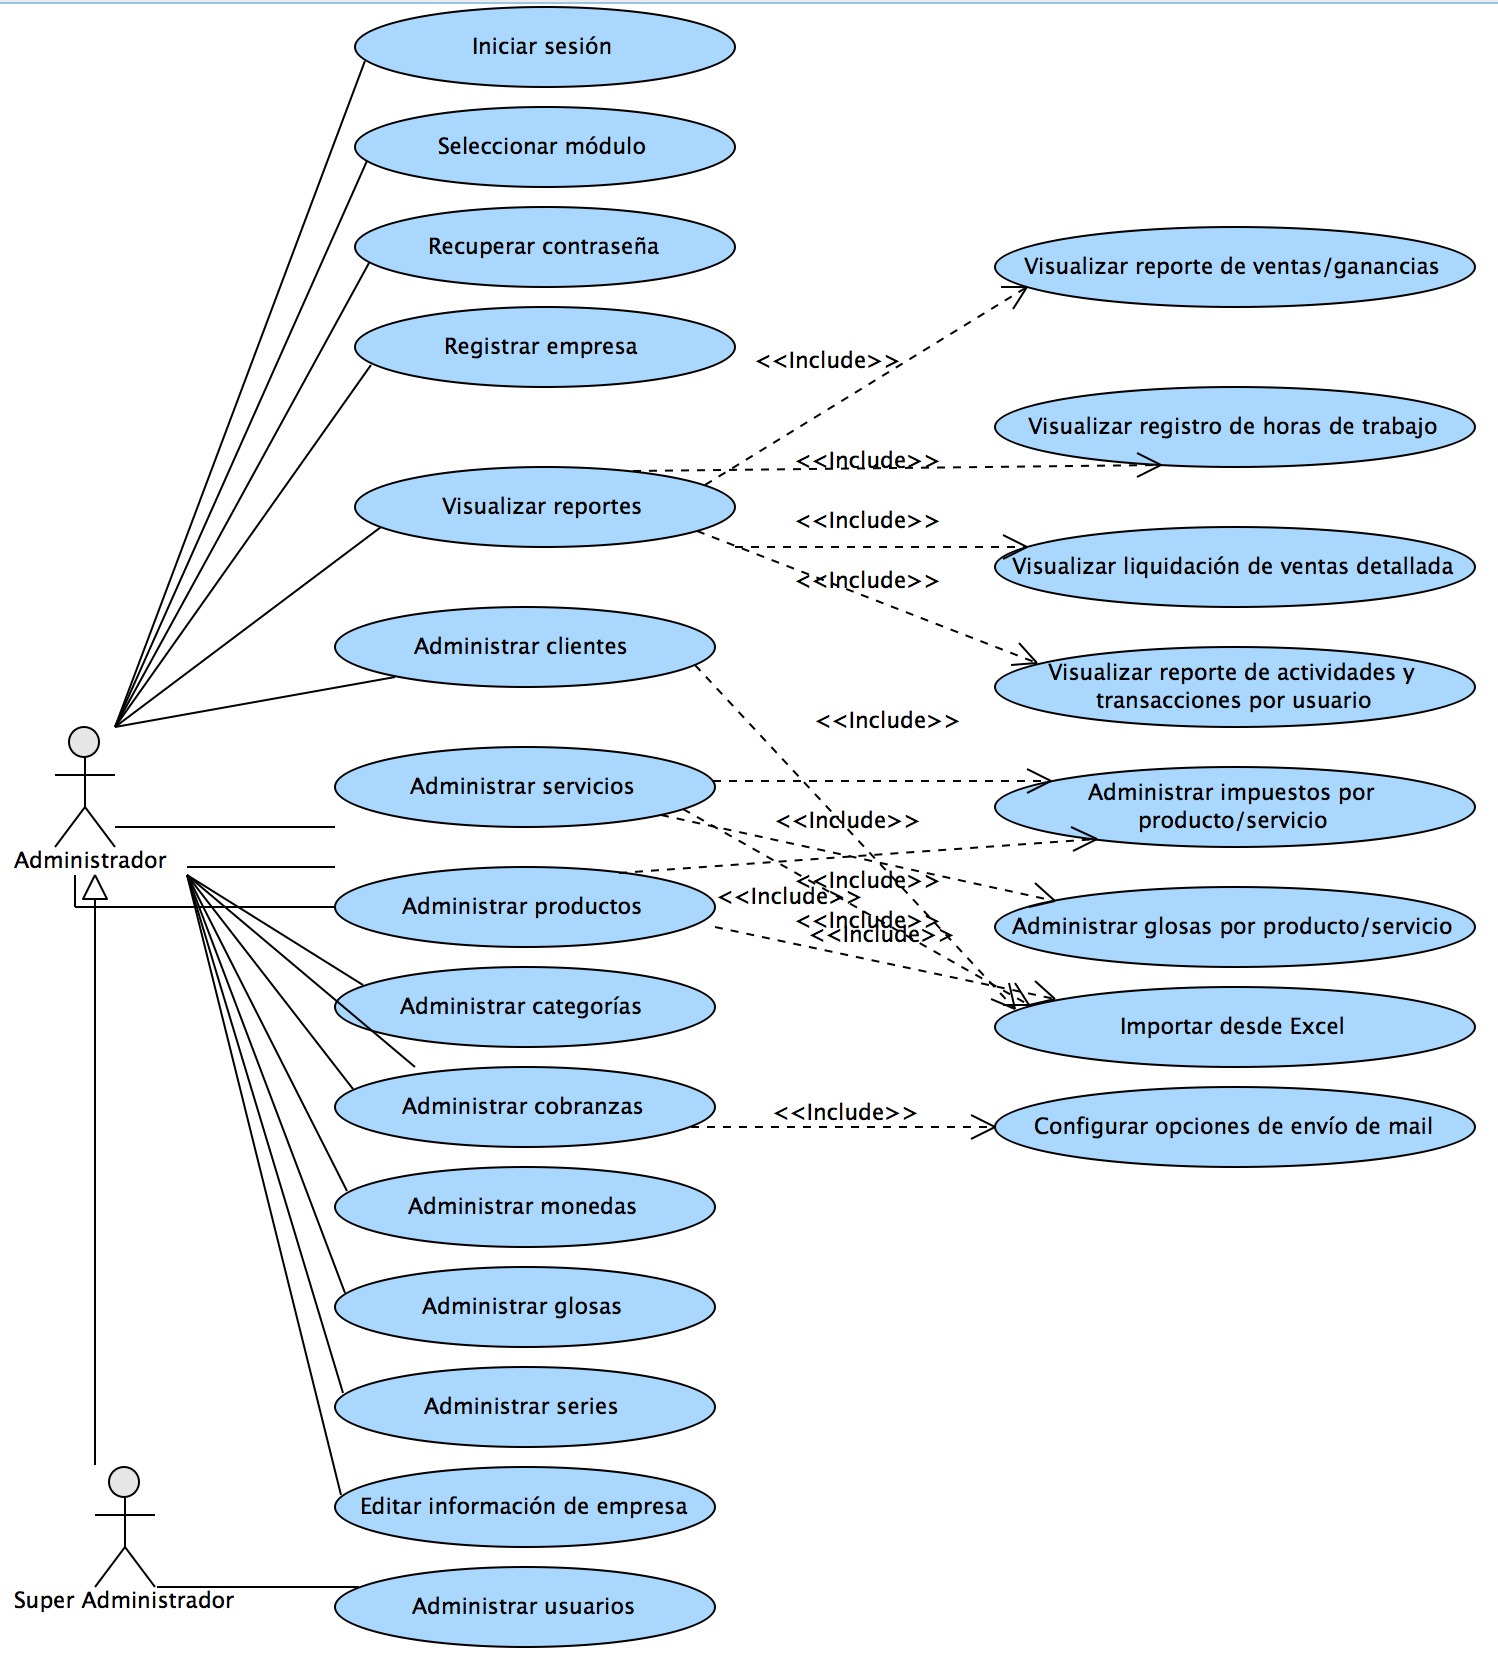 Iniciar sesión
Seleccionar módulo
Recuperar contraseña
Visualizar reporte de ventas/ganancias
Registrar empresa
<<Include>>
Visualizar registro de horas de trabajo
<<Include>>
Visualizar reportes
<<Include>>
Visualizar liquidación de ventas detallada
<<Include>>
Administrar clientes
Visualizar reporte de actividades y
transacciones por usuario
<<Include>>
Administrar servicios
Administrar impuestos por
producto/servicio
<<Include>>
Administrador
<<Include>>
<<Include>>
Administrar productos
<<Include>>
<<Include>>
Administrar glosas por producto/servicio
Administrar categorías
Importar desde Excel
Administrar cobranzas
<<Include>>
Configurar opciones de envío de mail
Administrar monedas
Administrar glosas
Administrar series
Editar información de empresa
Super Administrador
Administrar usuarios